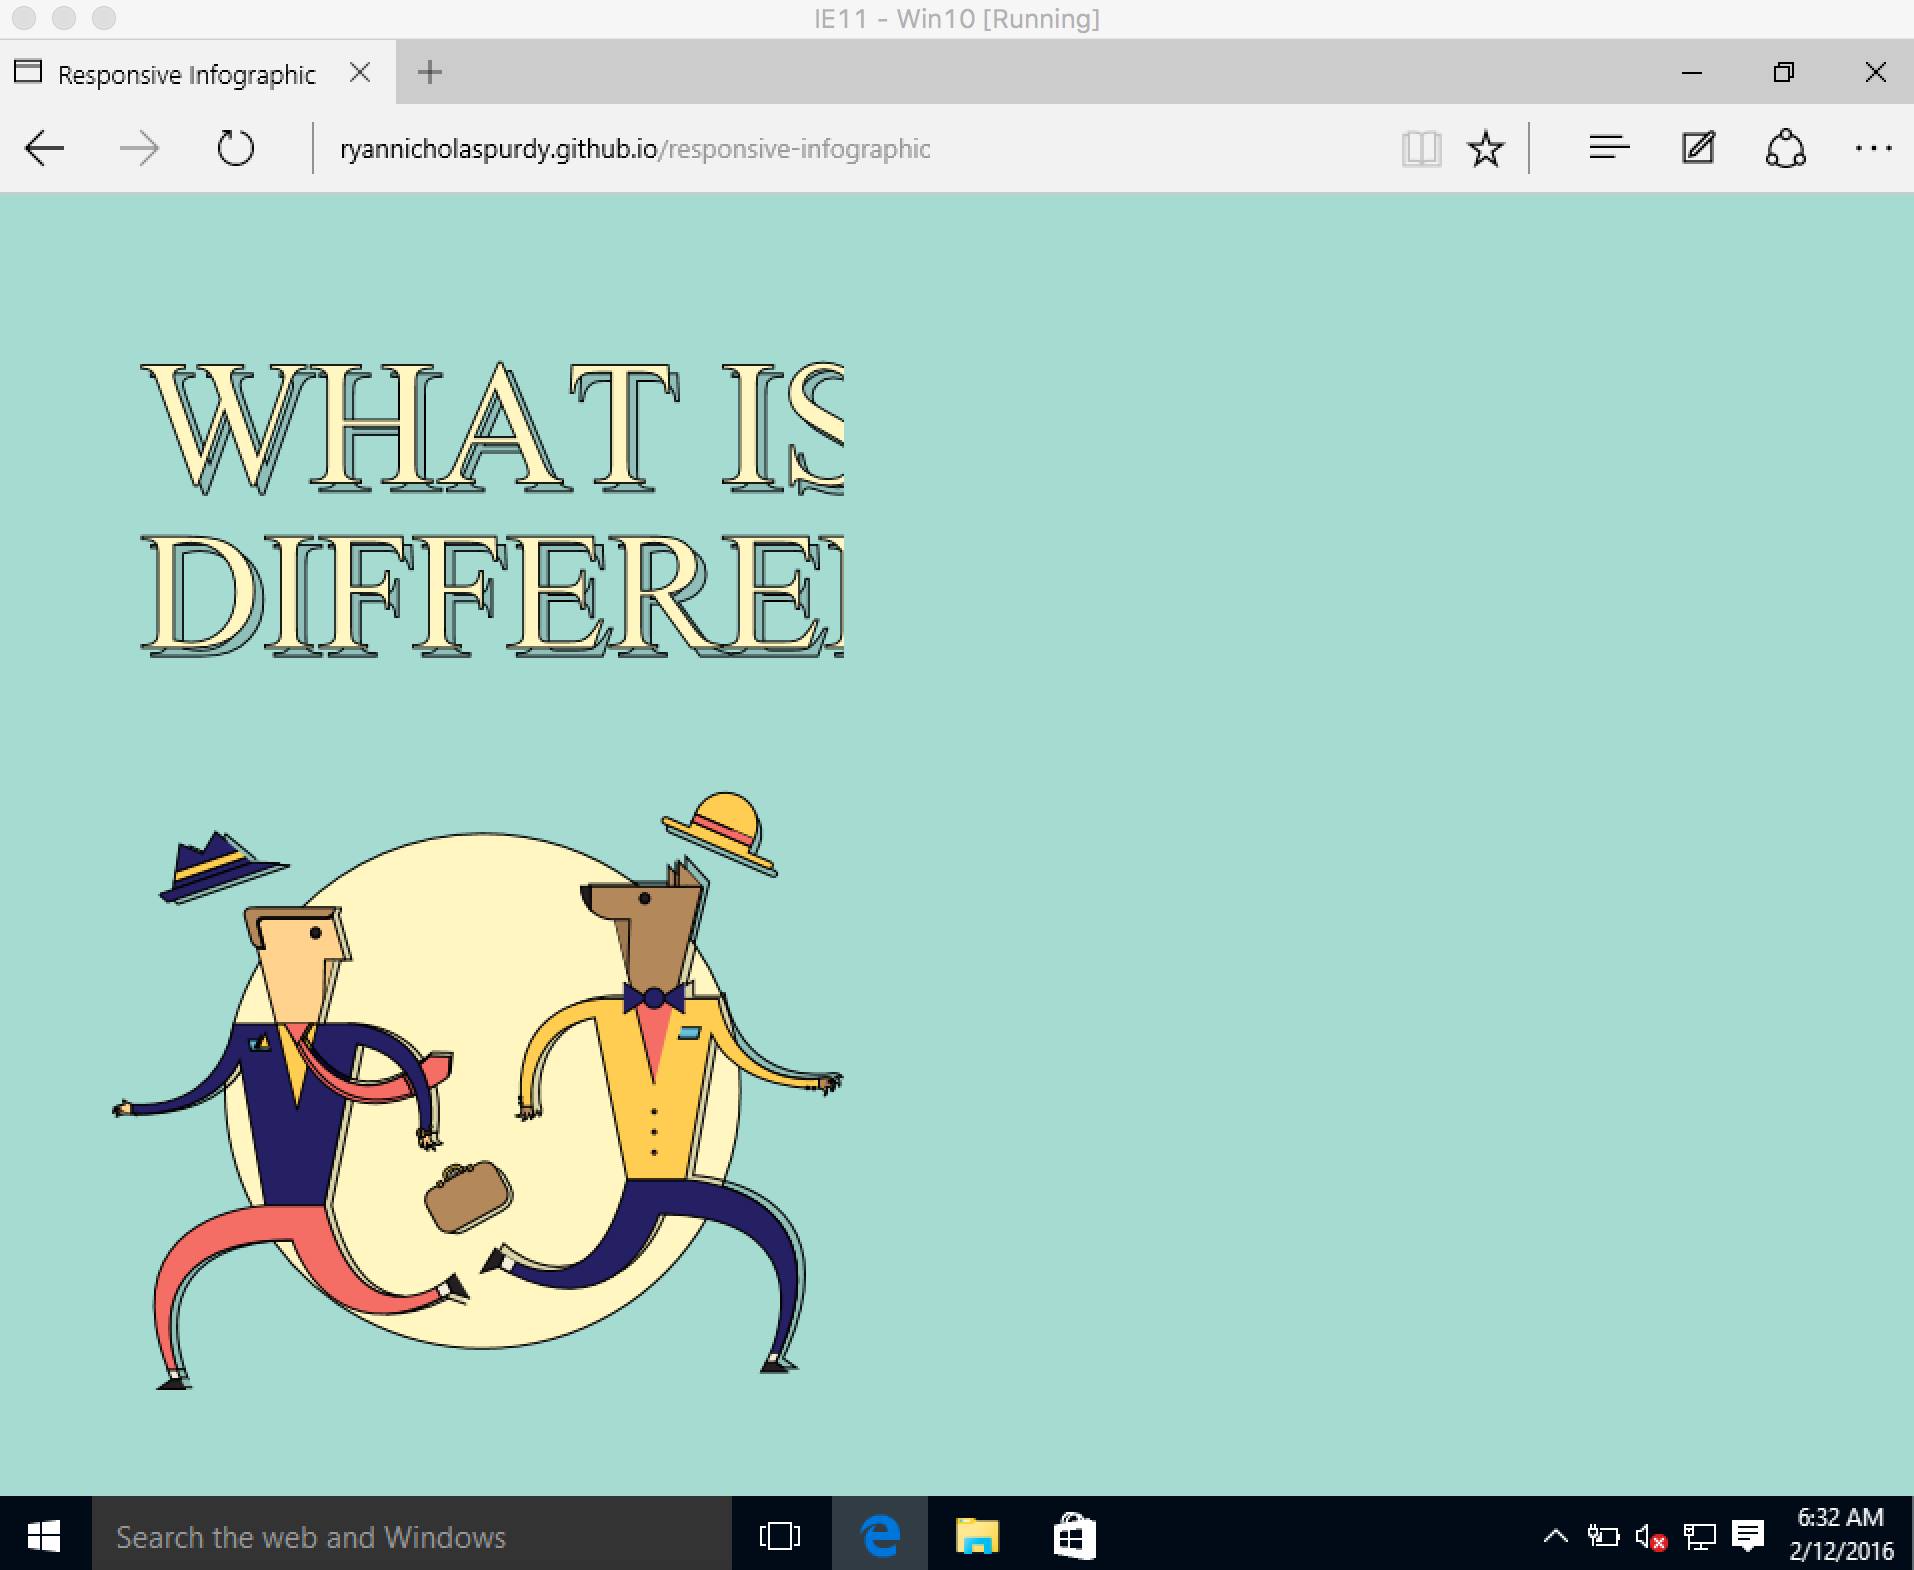 IE11 - Win10 [Running]
Responsive Infographic
ryannicholaspurdy.github.io/responsive-infographic
WHAT IS
DIFFERE
Search the web and Windows
6:32 AM
2/12/2016